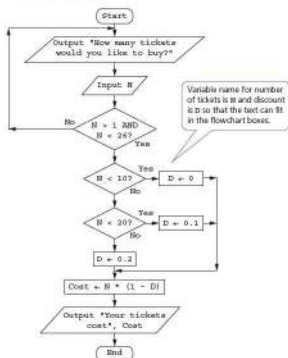 Start
Output "How many tickets
would you like to buy?"
Input N
No
N > 1 AND
N < 26?
Yes
Variable name for number
of tickets is N and discount
is D so that the text can fit
in the flowchart boxes.
N < 10?
Yes
D ← 0
No
N < 20?
Yes
D ← 0.1
No
D ← 0.2
Cost ← N * (1 - D)
Output "Your tickets
cost", Cost
End